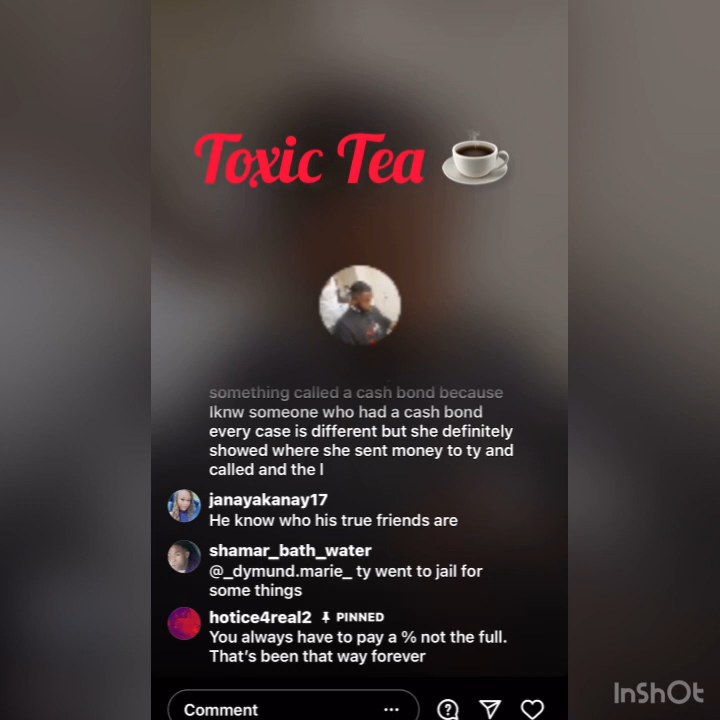 Toxic Tea
something called a cash bond because
Iknw someone who had a cash bond
every case is different but she definitely
showed where she sent money to ty and
called and the l
janayakanay17
He know who his true friends are
shamar_bath_water
@_dymund.marie_ ty went to jail for
some things
hotice4real2 PINNED
You always have to pay a % not the full.
That’s been that way forever
Comment
InShOt